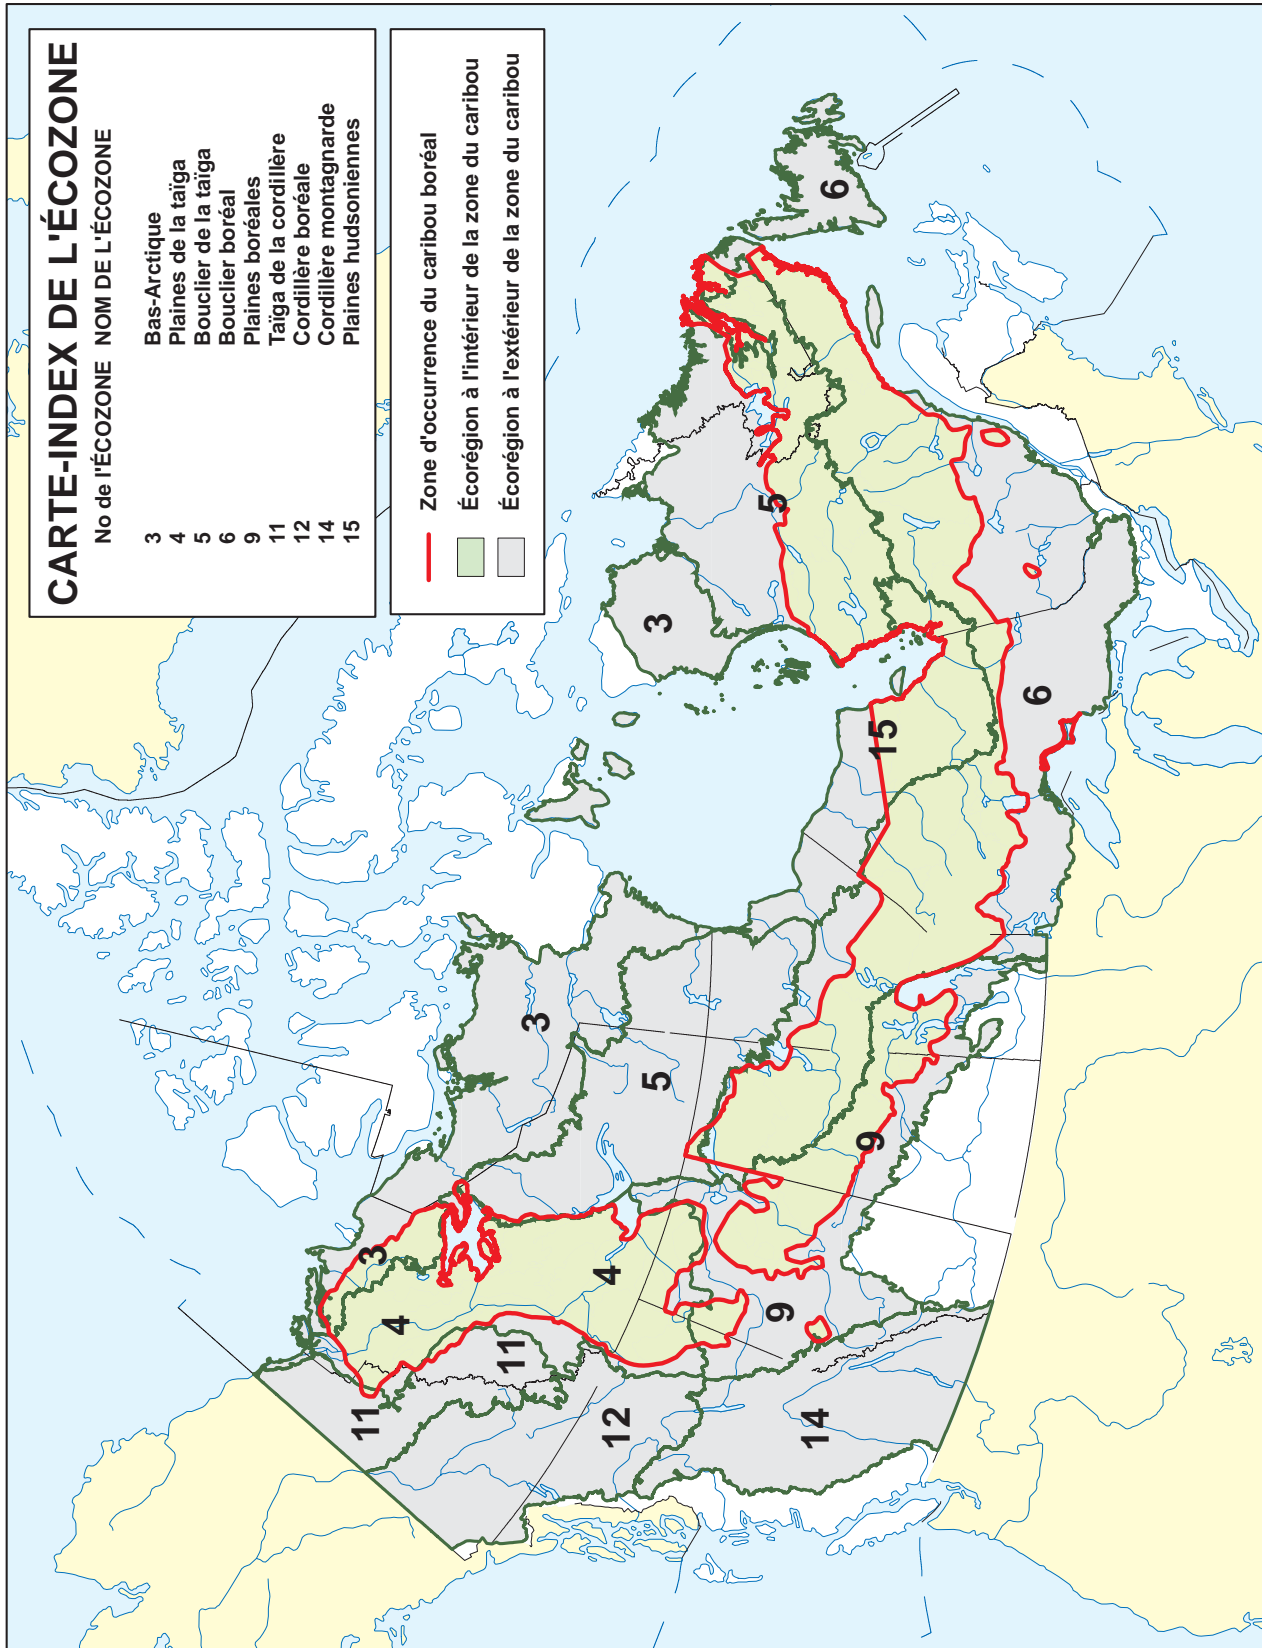 CARTE-INDEX DE L'ÉCOZONE
No de l'ÉCOZONE NOM DE L'ÉCOZONE
3 Bas-Arctique
4 Plaines de la taïga
5 Bouclier de la taïga
6 Bouclier boréal
9 Plaines boréales
11 Taïga de la cordillère
12 Cordillère boréale
14 Cordillère montagnarde
15 Plaines hudsoniennes
Zone d'occurrence du caribou boréal
Écorégion à l'intérieur de la zone du caribou
Écorégion à l'extérieur de la zone du caribou
11
3
4
11
3
3
4
5
12
5
6
9
9
15
14
6